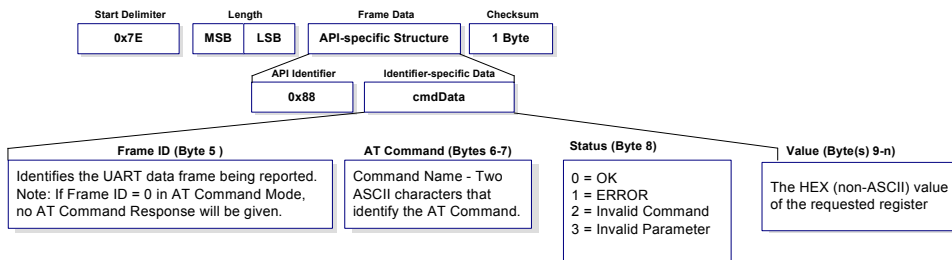 Start Delimiter Length Frame Data Checksum
0x7E MSB LSB API-specific Structure 1 Byte
API Identifier Identifier-specific Data
0x88 cmdData
Frame ID (Byte 5 )
Identifies the UART data frame being reported.
Note: If Frame ID = 0 in AT Command Mode,
no AT Command Response will be given.
AT Command (Bytes 6-7)
Command Name - Two
ASCII characters that
identify the AT Command.
Status (Byte 8)
0 = OK
1 = ERROR
2 = Invalid Command
3 = Invalid Parameter
Value (Byte(s) 9-n)
The HEX (non-ASCII) value
of the requested register